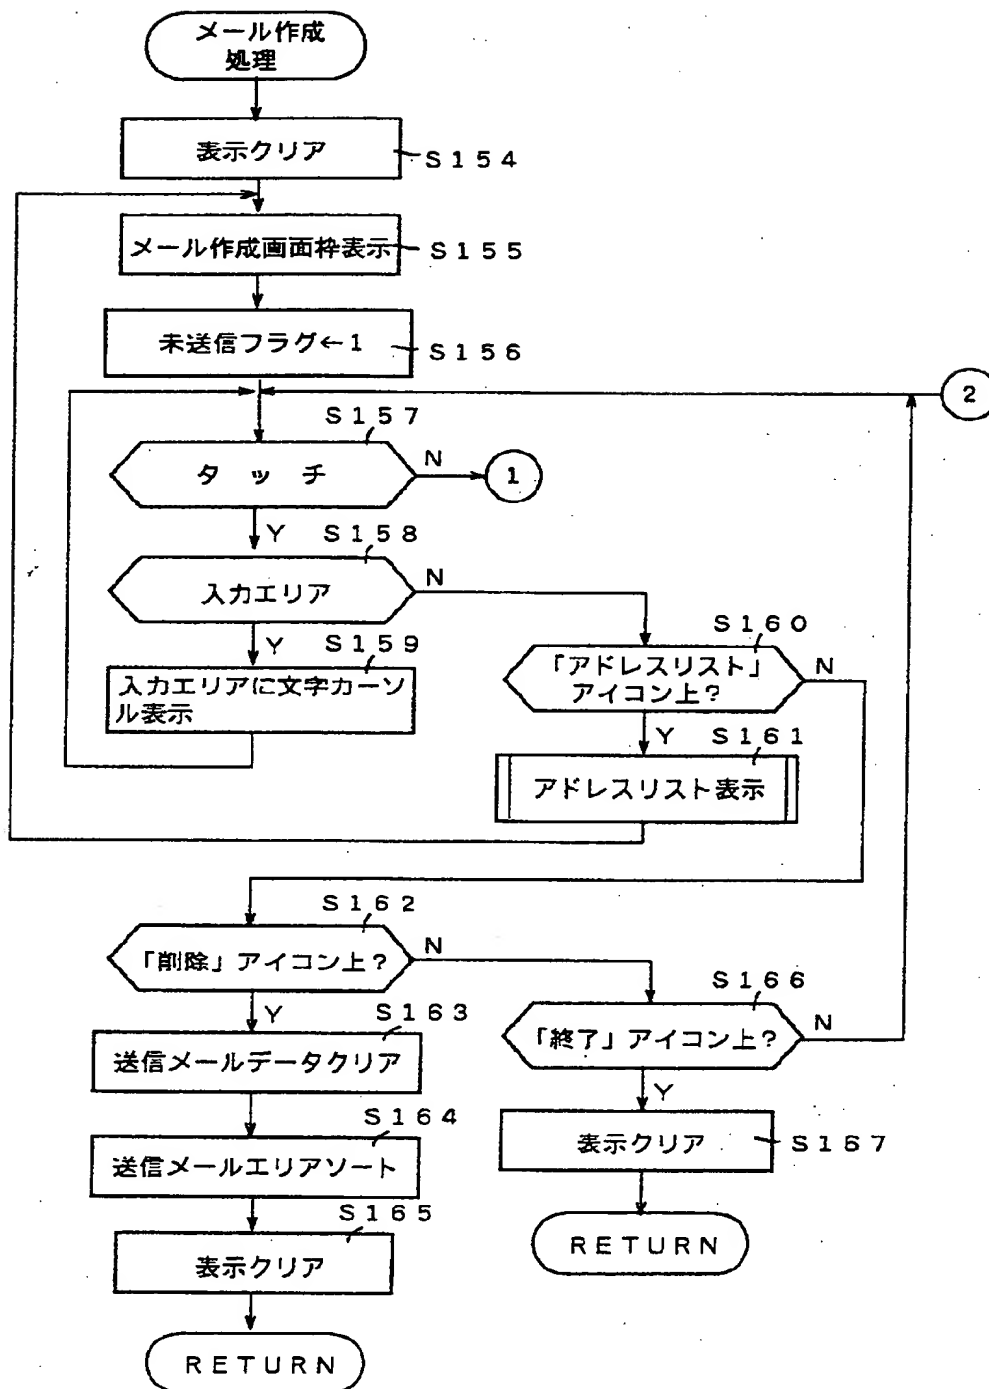 メール作成
処理
表示クリア
S154
メール作成画面枠表示
S155
未送信フラグ←1
S156
2
S157
タッチ
N
1
Y
S158
入力エリア
N
Y
S159
入力エリアに文字カーソ
ル表示
S160
「アドレスリスト」
アイコン上?
N
Y
S161
アドレスリスト表示
S162
「削除」アイコン上?
N
Y
S163
送信メールデータクリア
S164
送信メールエリアソート
S165
表示クリア
RETURN
S166
「終了」アイコン上?
N
Y
表示クリア
S167
RETURN